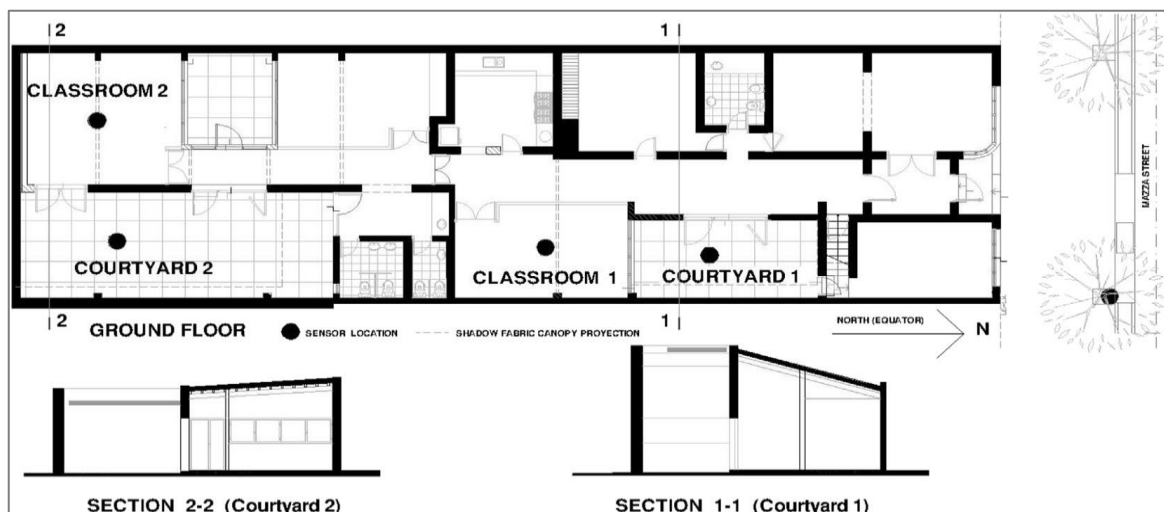 2
1
CLASSROOM 2
COURTYARD 2
CLASSROOM 1
COURTYARD 1
MAZZA STREET
2
1
GROUND FLOOR
SENSOR LOCATION
SHADOW FABRIC CANOPY PROYECTION
NORTH (EQUATOR)
N
SECTION 2-2 (Courtyard 2)
SECTION 1-1 (Courtyard 1)